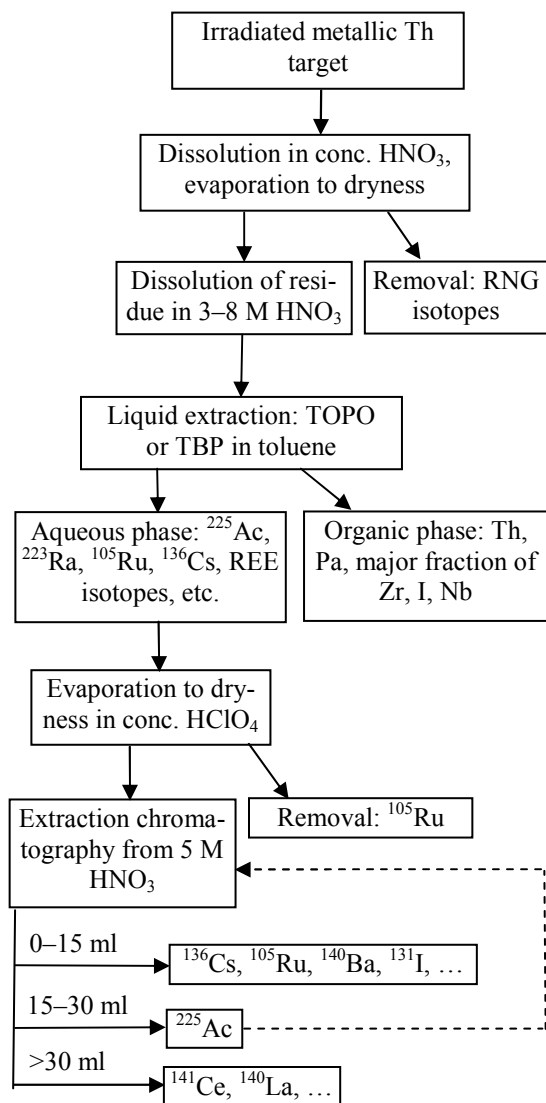 Irradiated metallic Th
target
Dissolution in conc. HNO₃,
evaporation to dryness
Dissolution of resi-
due in 3–8 M HNO₃
Removal: RNG
isotopes
Liquid extraction: TOPO
or TBP in toluene
Aqueous phase: ²²⁵Ac,
²²³Ra, ¹⁰⁵Ru, ¹³⁶Cs, REE
isotopes, etc.
Organic phase: Th,
Pa, major fraction of
Zr, I, Nb
Evaporation to dry-
ness in conc. HClO₄
Extraction chroma-
tography from 5 M
HNO₃
Removal: ¹⁰⁵Ru
0–15 ml
¹³⁶Cs, ¹⁰⁵Ru, ¹⁴⁰Ba, ¹³¹I, …
15–30 ml
²²⁵Ac
>30 ml
¹⁴¹Ce, ¹⁴⁰La, …